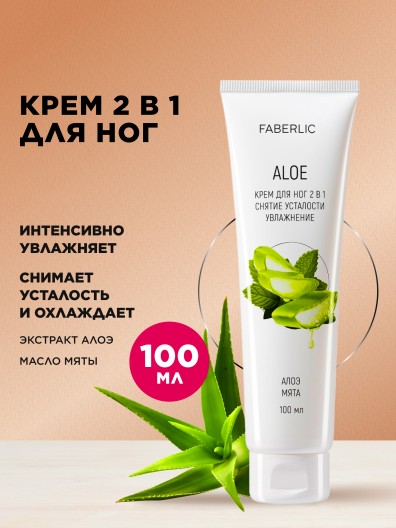 КРЕМ 2 В 1
ДЛЯ НОГ
ИНТЕНСИВНО
УВЛАЖНЯЕТ
СНИМАЕТ
УСТАЛОСТЬ
И ОХЛАЖДАЕТ
ЭКСТРАКТ АЛОЭ
МАСЛО МЯТЫ
100
МЛ
FABERLIC
ALOE
КРЕМ ДЛЯ НОГ 2 В 1
СНЯТИЕ УСТАЛОСТИ
УВЛАЖНЕНИЕ
АЛОЭ
МЯТА
100 мл